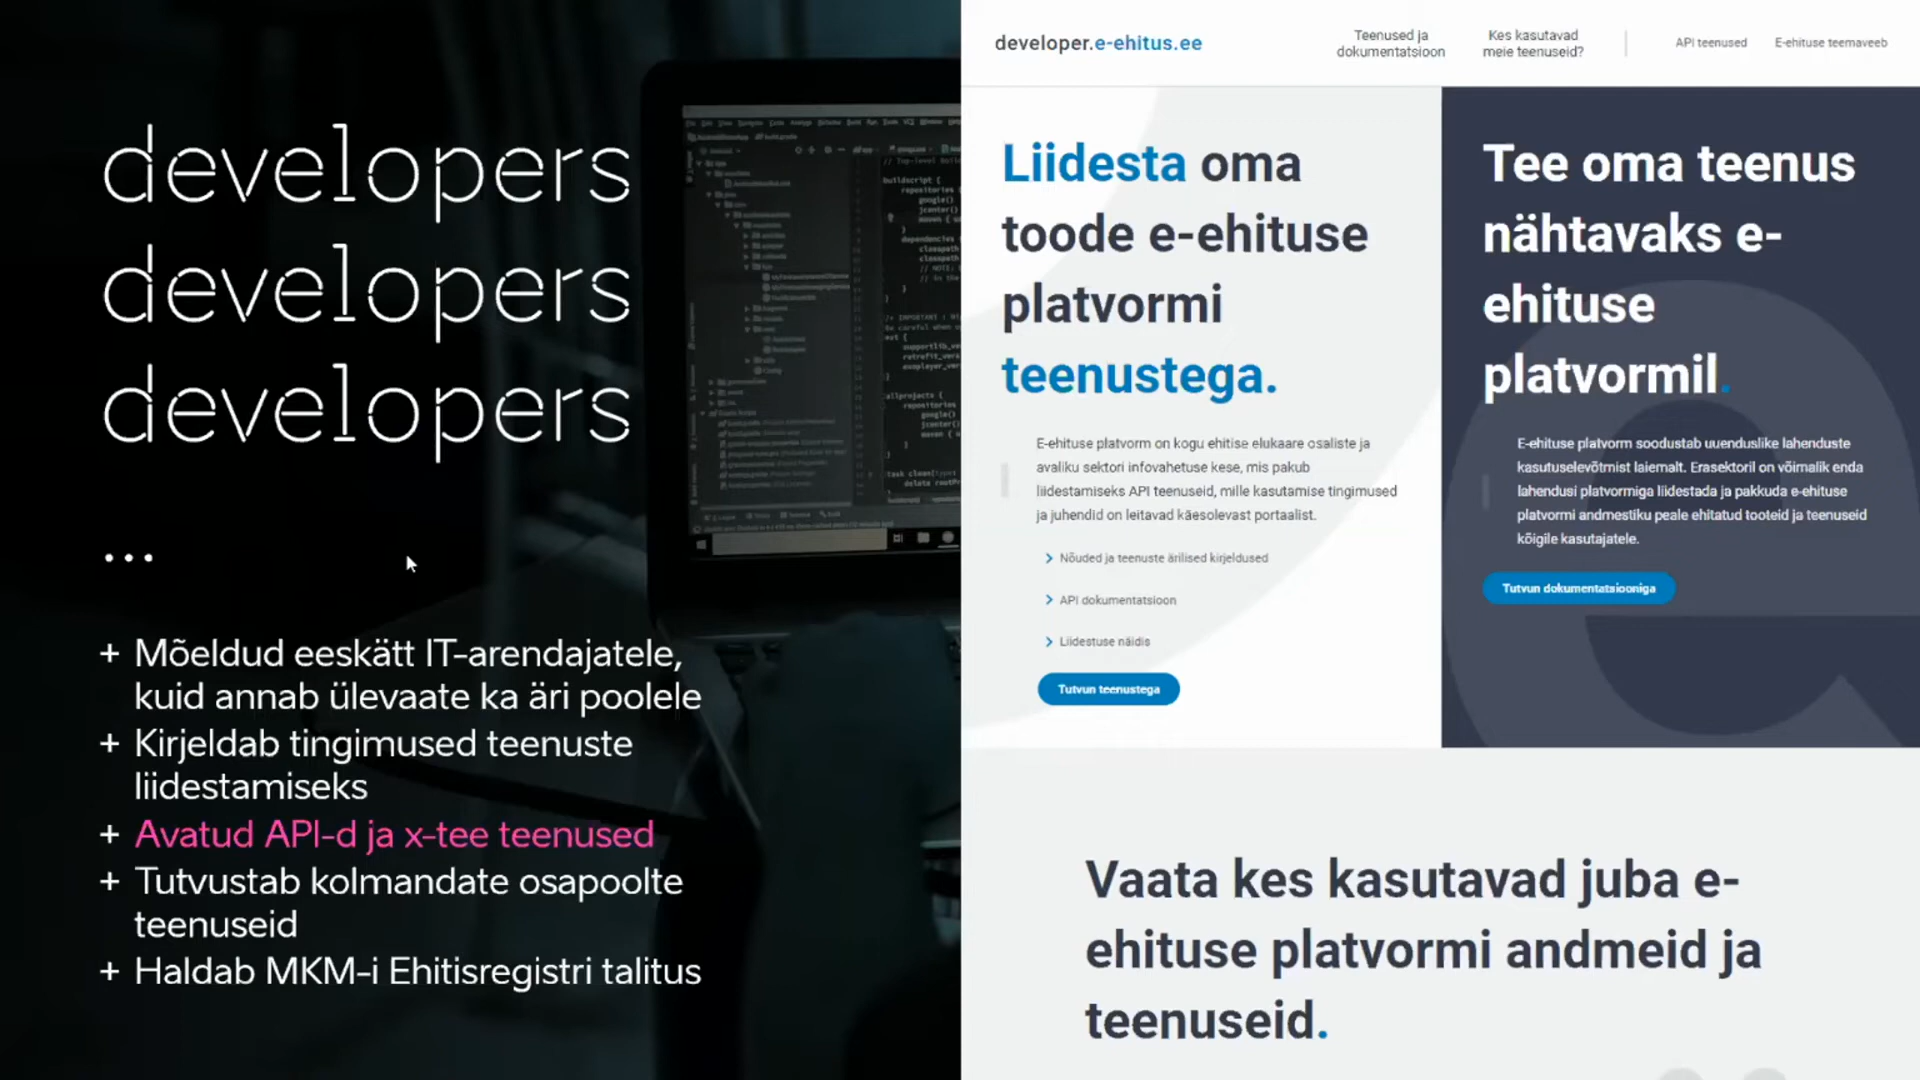 developers
developers
developers
...
+ Mõeldud eeskätt IT-arendajatele,
kuid annab ülevaate ka äri poolele
+ Kirjeldab tingimused teenuste
liidestamiseks
+ Avatud API-d ja x-tee teenused
+ Tutvustab kolmandate osapoolte
teenuseid
+ Haldab MKM-i Ehitisregistri talitus
developer.e-ehitus.ee
Teenused ja
dokumentatsioon
Kes kasutavad
meie teenuseid?
API teenused
E-ehituse teemaveeb
Liidesta oma
toode e-ehituse
platvormi
teenustega.
E-ehituse platvorm on kogu ehitise elukaare osaliste ja
avaliku sektori infovahetuse kese, mis pakub
liidestamiseks API teenuseid, mille kasutamise tingimused
ja juhendid on leitavad käesolevast portaalist.
Nõuded ja teenuste ärilised kirjeldused
API dokumentatsioon
Liidestuse näidis
Tutvun teenustega
Tee oma teenus
nähtavaks e-
ehituse
platvormil.
E-ehituse platvorm soodustab uuenduslike lahenduste
kasutuselevõtmist laiemalt. Erasektoril on võimalik enda
lahendusi platvormiga liidestada ja pakkuda e-ehituse
platvormi andmestiku peale ehitatud tooteid ja teenuseid
kõigile kasutajatele.
Tutvun dokumentatsiooniga
Vaata kes kasutavad juba e-
ehituse platvormi andmeid ja
teenuseid.